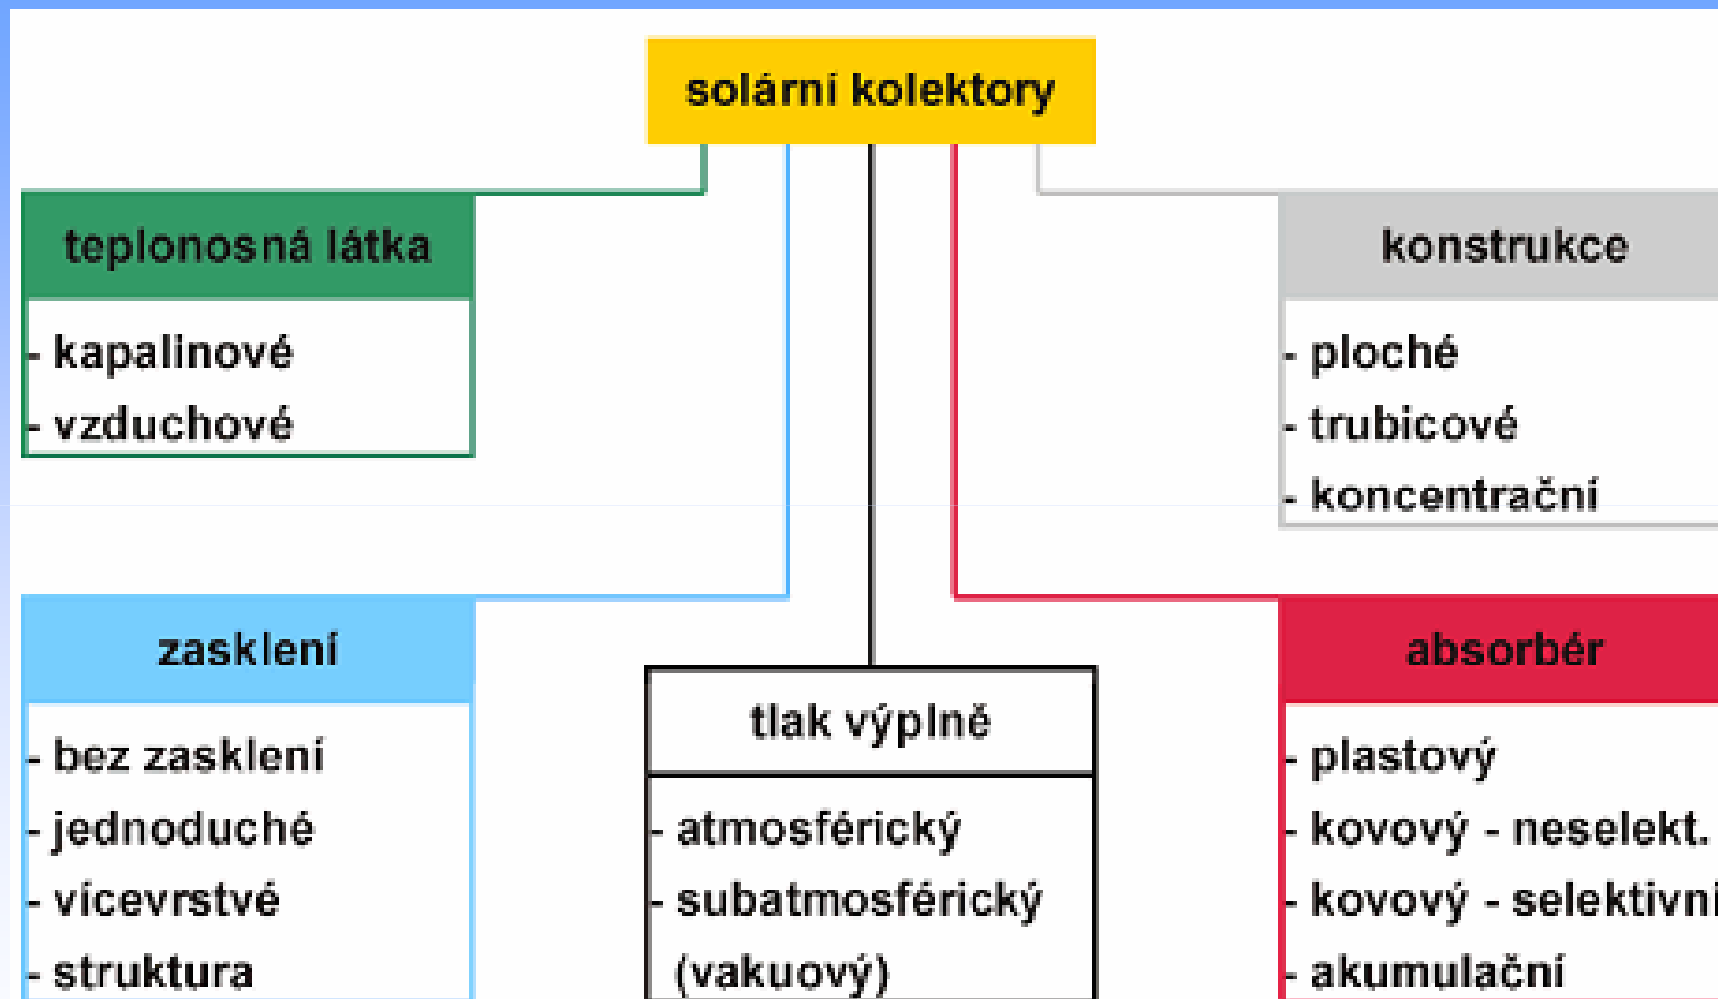 solární kolektory
teplonosná látka
- kapalinové
- vzduchové
konstrukce
- ploché
- trubicové
- koncentrační
zasklení
- bez zasklení
- jednoduché
- vícevrstvé
- struktura
tlak výplně
- atmosférický
- subatmosférický
(vakuový)
absorbér
- plastový
- kovový - neselekt.
- kovový - selektivní
- akumulační